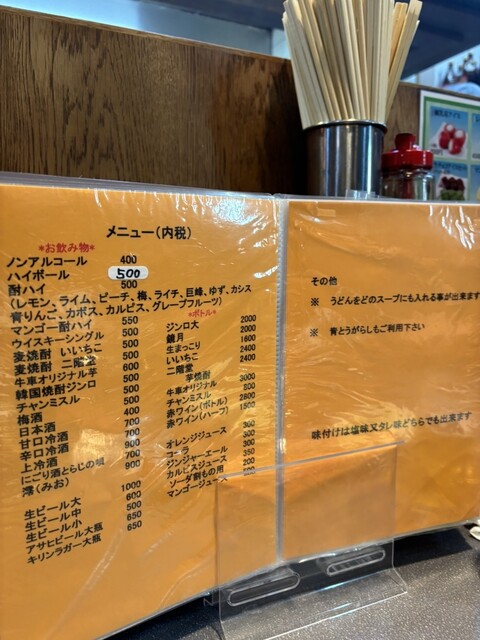 メニュー(内税)
*お飲み物*
ノンアルコール 400
ハイボール 500
酎ハイ 500
(レモン、ライム、ピーチ、梅、ライチ、巨峰、ゆず、カシス
青りんご、カボス、カルピス、グレープフルーツ)
マンゴー酎ハイ 550
ウイスキーシングル 500
麦焼酎 いいちこ 500
麦焼酎 二階堂 600
牛車オリジナル芋 500
韓国焼酎ジンロ 500
チャンミスル 500
梅酒 400
日本酒
甘口冷酒
辛口冷酒
上冷酒
にごり酒とらじの唄
澪(みお)
生ビール大 1000
生ビール中 600
生ビール小 500
アサヒビール大瓶 650
キリンラガー大瓶 650
*ボトル*
ジンロ大 2000
鏡月 2000
生まっこり 1600
いいちこ 2400
二階堂
芋焼酎 3000
牛車オリジナル
チャンミスル
赤ワイン(ボトル)
赤ワイン(ハーフ)
オレンジジュース 300
コーラ 300
ジンジャーエール
カルピスジュース
ソーダ割もの用
マンゴージュース
その他
※ うどんをどのスープにも入れる事が出来ます
※ 青とうがらしもご利用下さい
味付けは塩味又タレ味どちらでも出来ます